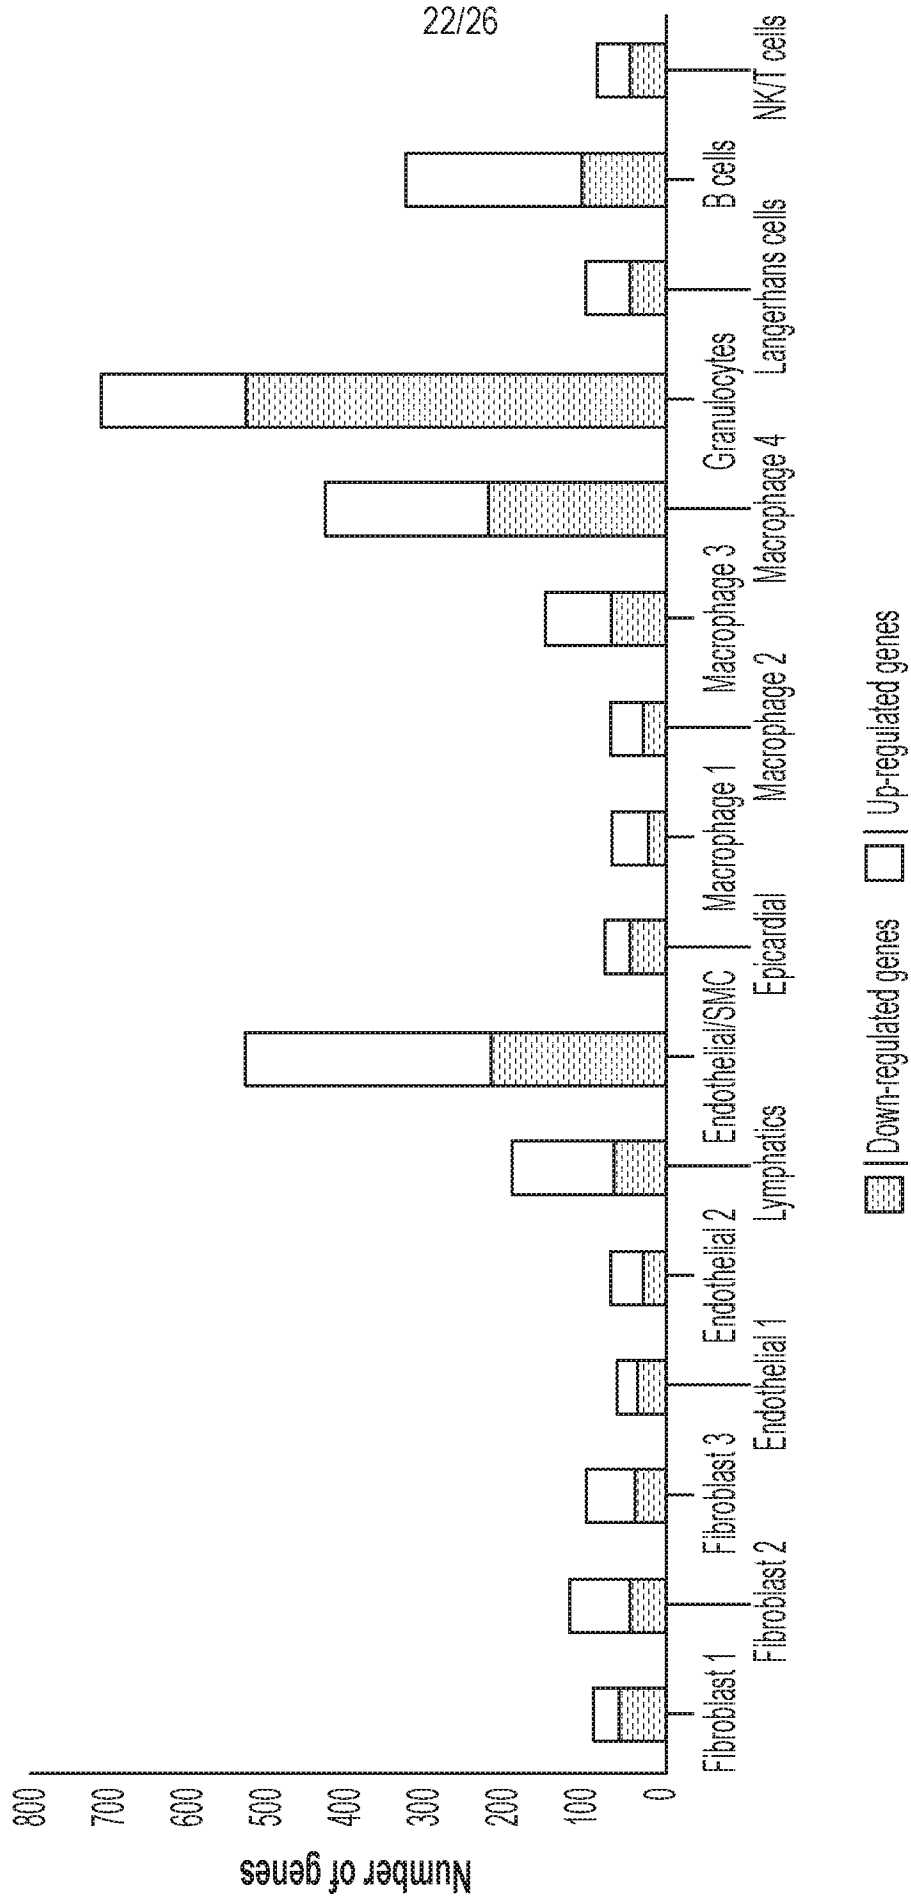 22/26
Number of genes
800
700
600
500
400
300
200
100
0
Fibroblast 1
Fibroblast 2
Fibroblast 3
Endothelial 1
Endothelial 2
Lymphatics
Endothelial/SMC
Epicardial
Macrophage 1
Macrophage 2
Macrophage 3
Macrophage 4
Granulocytes
Langerhans cells
B cells
NK/T cells
Down-regulated genes
Up-regulated genes